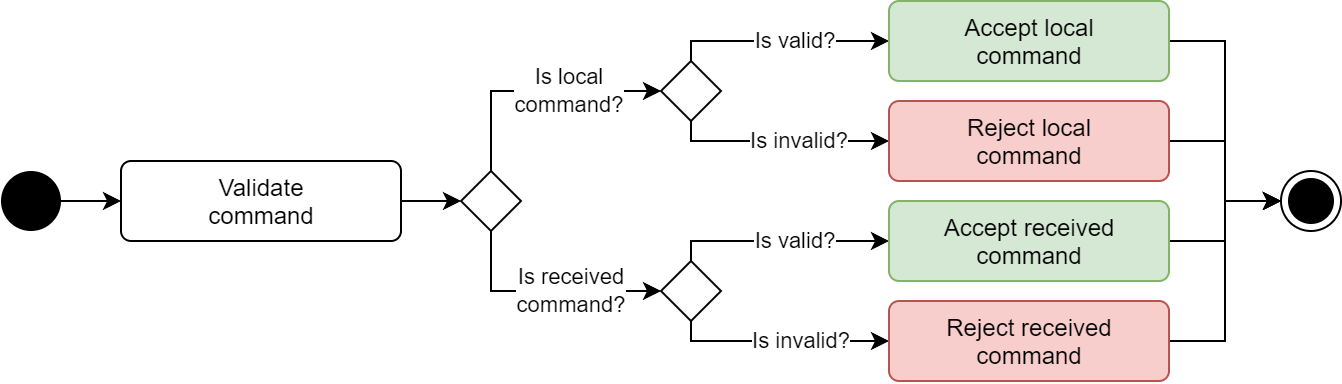 Validate
command
Is local
command?
Is valid?
Accept local
command
Is invalid?
Reject local
command
Is received
command?
Is valid?
Accept received
command
Is invalid?
Reject received
command